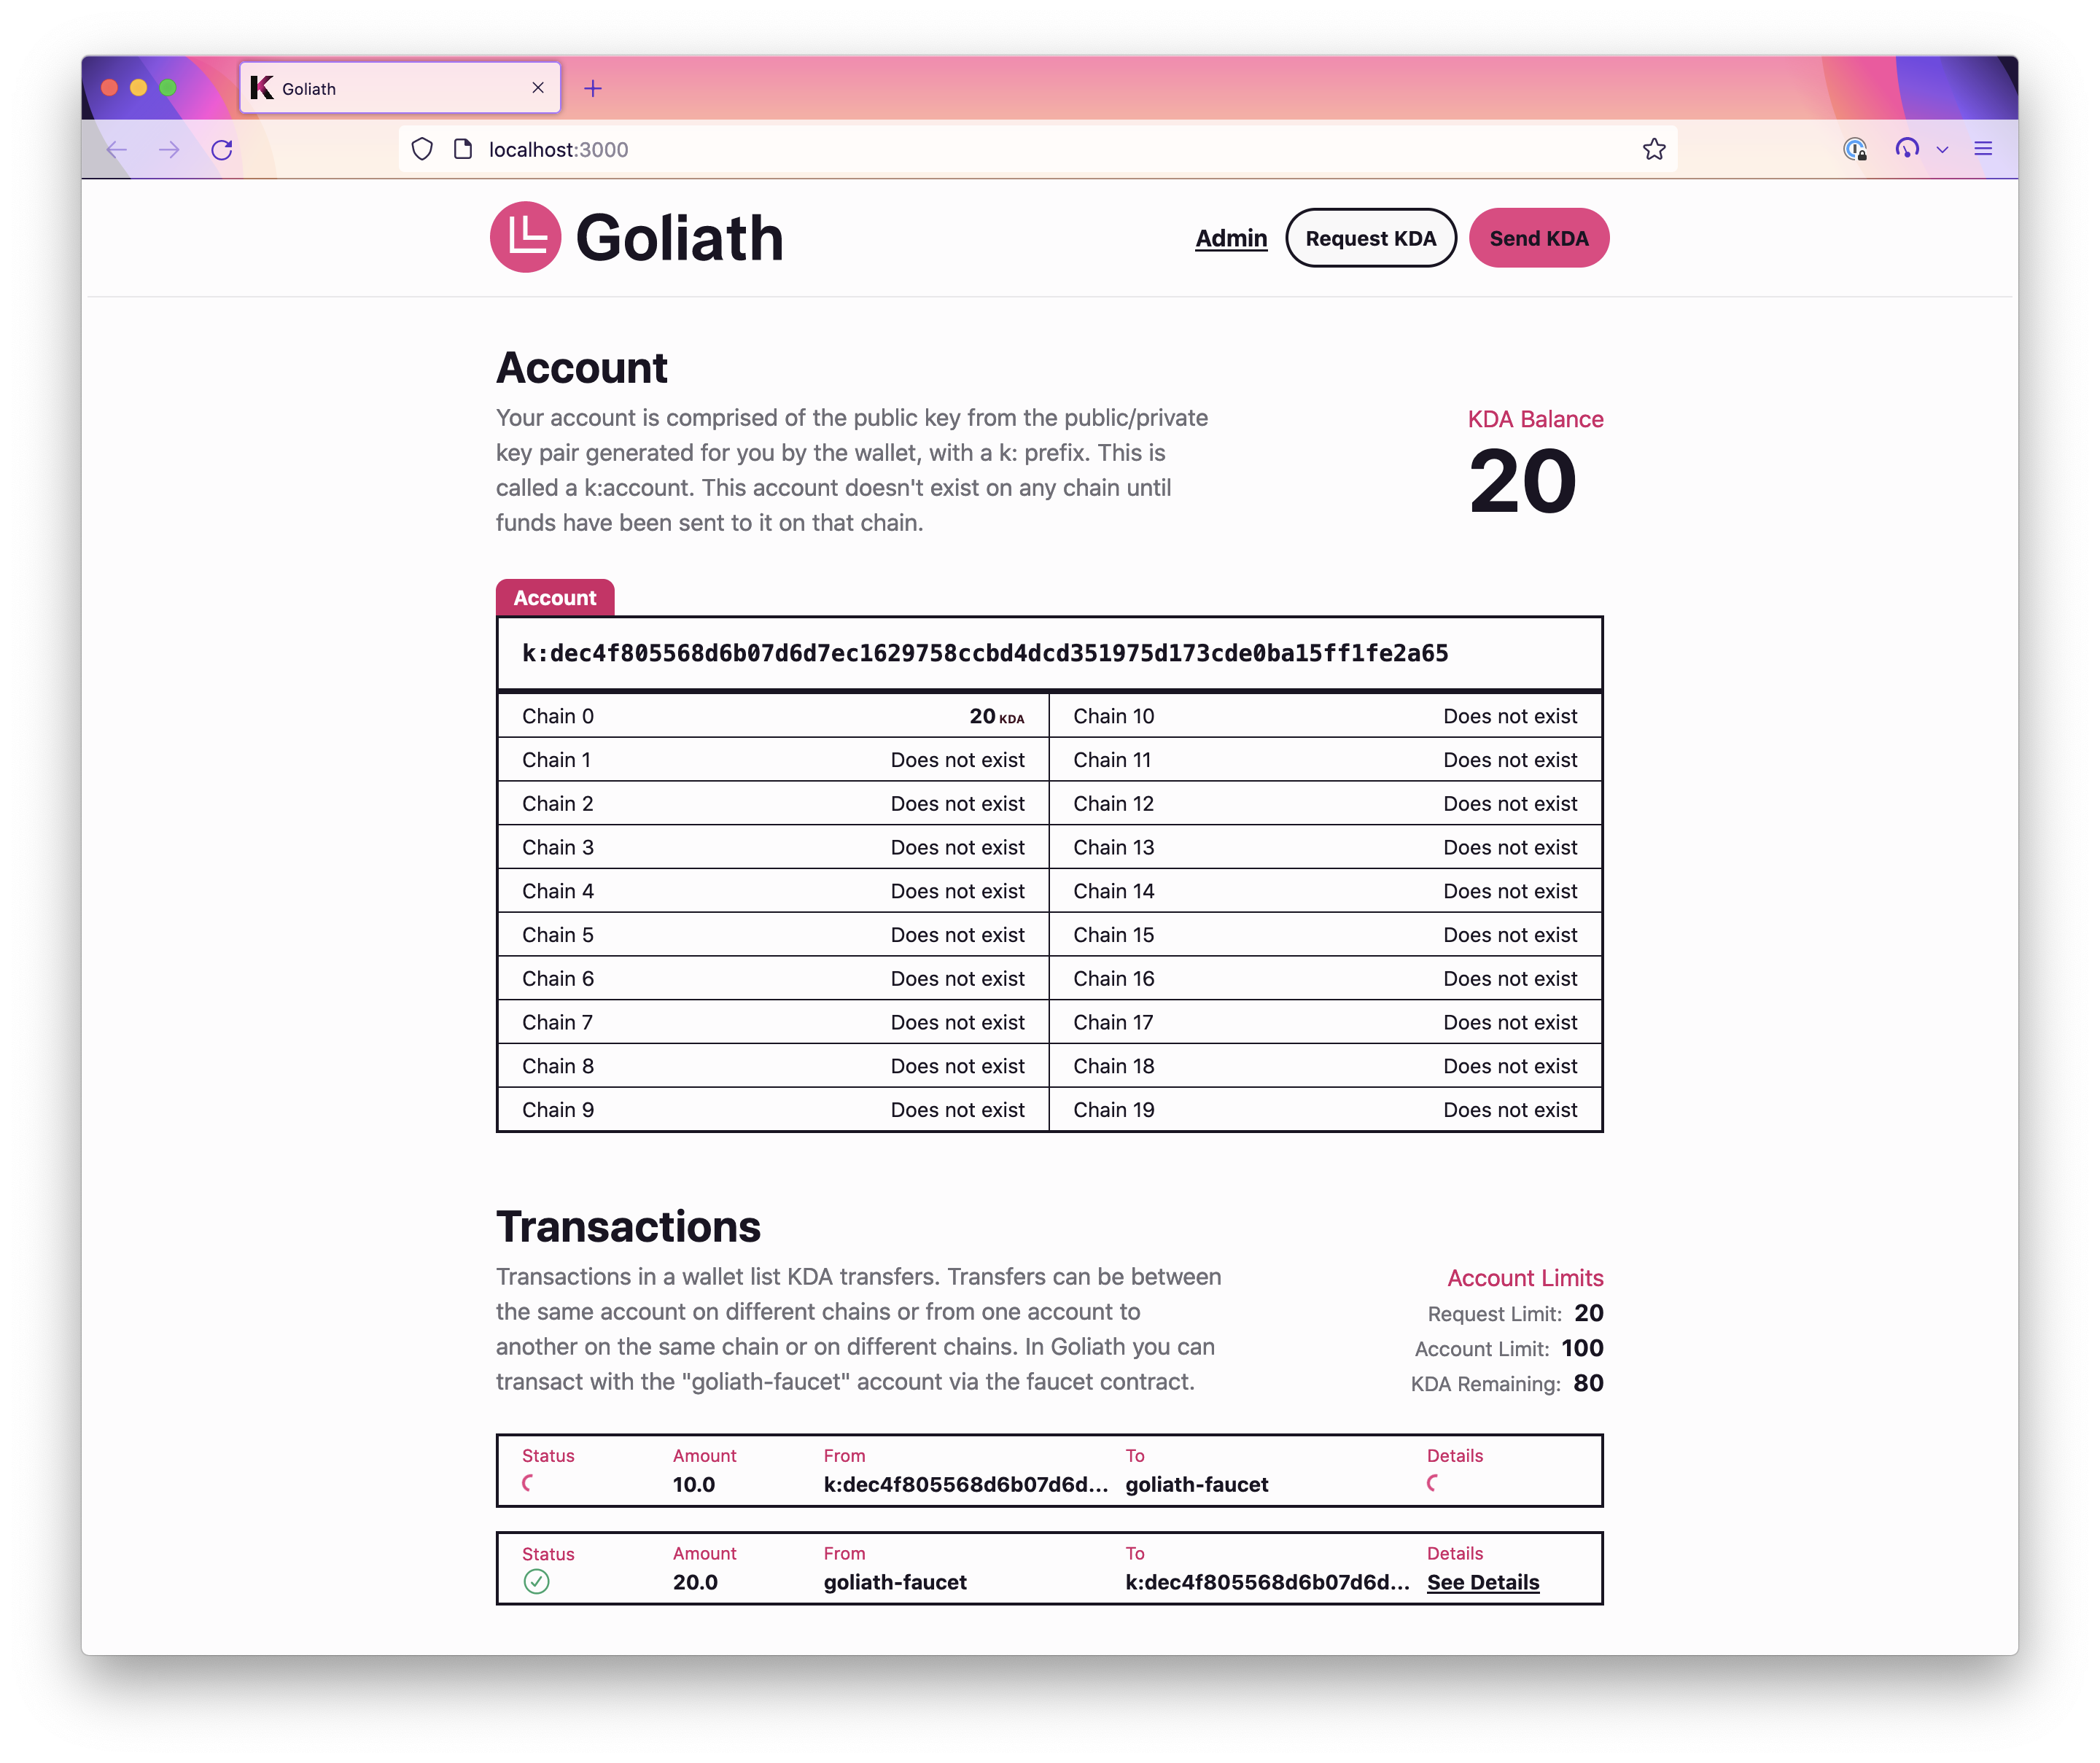 Goliath
localhost:3000
Goliath
Admin
Request KDA
Send KDA
Account
Your account is comprised of the public key from the public/private
key pair generated for you by the wallet, with a k: prefix. This is
called a k:account. This account doesn't exist on any chain until
funds have been sent to it on that chain.
KDA Balance
20
Account
k:dec4f805568d6b07d6d7ec1629758ccbd4dcd351975d173cde0ba15ff1fe2a65
Chain 0 20 KDA Chain 10 Does not exist
Chain 1 Does not exist Chain 11 Does not exist
Chain 2 Does not exist Chain 12 Does not exist
Chain 3 Does not exist Chain 13 Does not exist
Chain 4 Does not exist Chain 14 Does not exist
Chain 5 Does not exist Chain 15 Does not exist
Chain 6 Does not exist Chain 16 Does not exist
Chain 7 Does not exist Chain 17 Does not exist
Chain 8 Does not exist Chain 18 Does not exist
Chain 9 Does not exist Chain 19 Does not exist
Transactions
Transactions in a wallet list KDA transfers. Transfers can be between
the same account on different chains or from one account to
another on the same chain or on different chains. In Goliath you can
transact with the "goliath-faucet" account via the faucet contract.
Account Limits
Request Limit: 20
Account Limit: 100
KDA Remaining: 80
Status Amount From To Details
10.0 k:dec4f805568d6b07d6d... goliath-faucet
Status Amount From To Details
20.0 goliath-faucet k:dec4f805568d6b07d6d... See Details